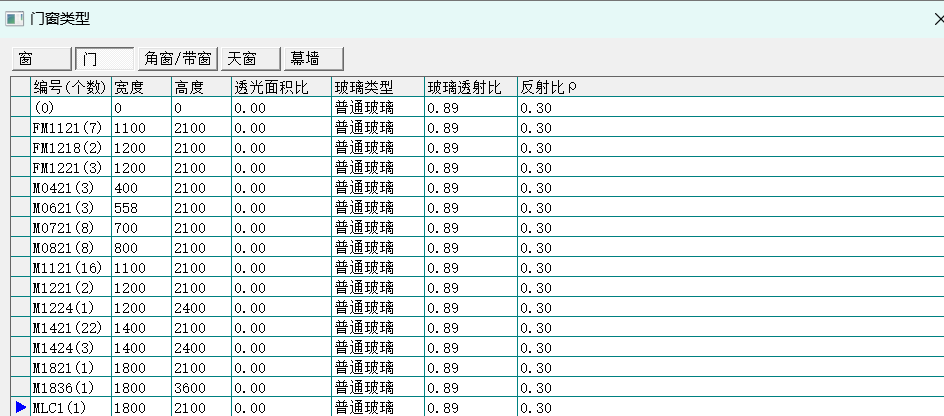 门窗类型
窗 门 角窗/带窗 天窗 幕墙
编号(个数) 宽度 高度 透光面积比 玻璃类型 玻璃透射比 反射比ρ
(0) 0 0 0.00 普通玻璃 0.89 0.30
FM1121(7) 1100 2100 0.00 普通玻璃 0.89 0.30
FM1218(2) 1200 2100 0.00 普通玻璃 0.89 0.30
FM1221(3) 1200 2100 0.00 普通玻璃 0.89 0.30
M0421(3) 400 2100 0.00 普通玻璃 0.89 0.30
M0621(3) 558 2100 0.00 普通玻璃 0.89 0.30
M0721(8) 700 2100 0.00 普通玻璃 0.89 0.30
M0821(8) 800 2100 0.00 普通玻璃 0.89 0.30
M1121(16) 1100 2100 0.00 普通玻璃 0.89 0.30
M1221(2) 1200 2100 0.00 普通玻璃 0.89 0.30
M1224(1) 1200 2400 0.00 普通玻璃 0.89 0.30
M1421(22) 1400 2100 0.00 普通玻璃 0.89 0.30
M1424(3) 1400 2400 0.00 普通玻璃 0.89 0.30
M1821(1) 1800 2100 0.00 普通玻璃 0.89 0.30
M1836(1) 1800 3600 0.00 普通玻璃 0.89 0.30
MLC1(1) 1800 2100 0.00 普通玻璃 0.89 0.30